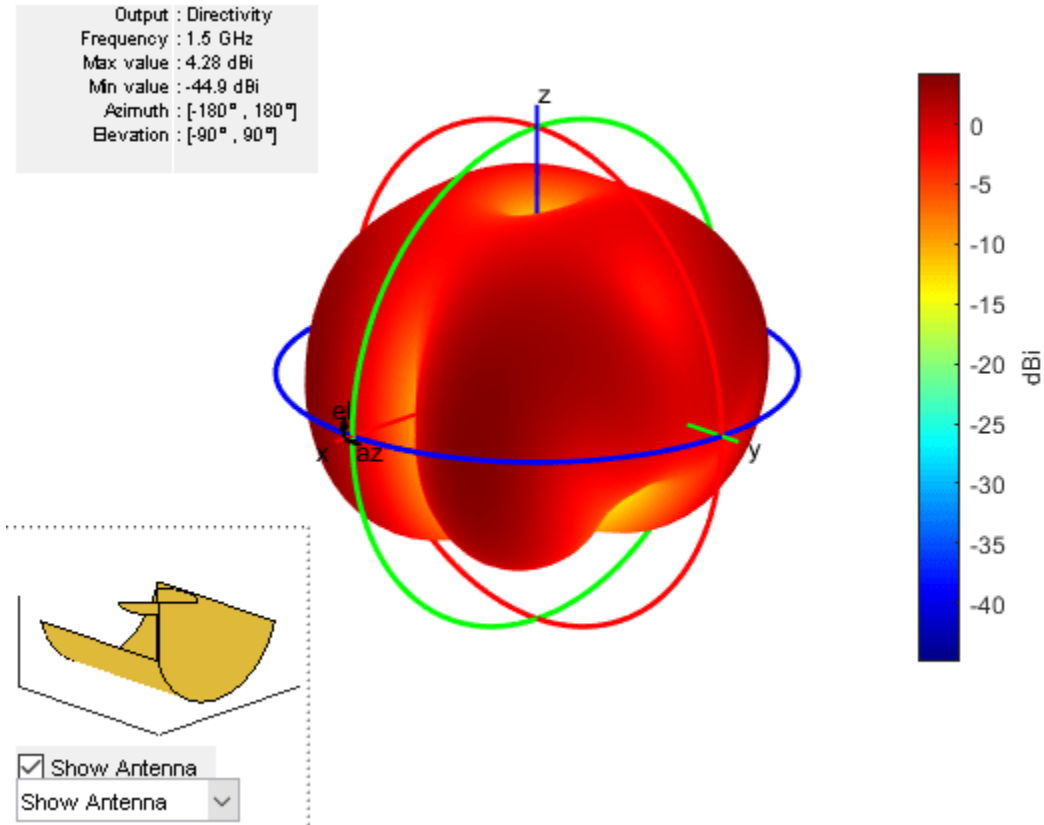 Output : Directivity
Frequency : 1.5 GHz
Max value : 4.28 dBi
Min value : -44.9 dBi
Azimuth : [-180° , 180°]
Elevation : [-90° , 90°]
z
el
x
az
y
0
-5
-10
-15
-20
-25
-30
-35
-40
dBi
Show Antenna
Show Antenna